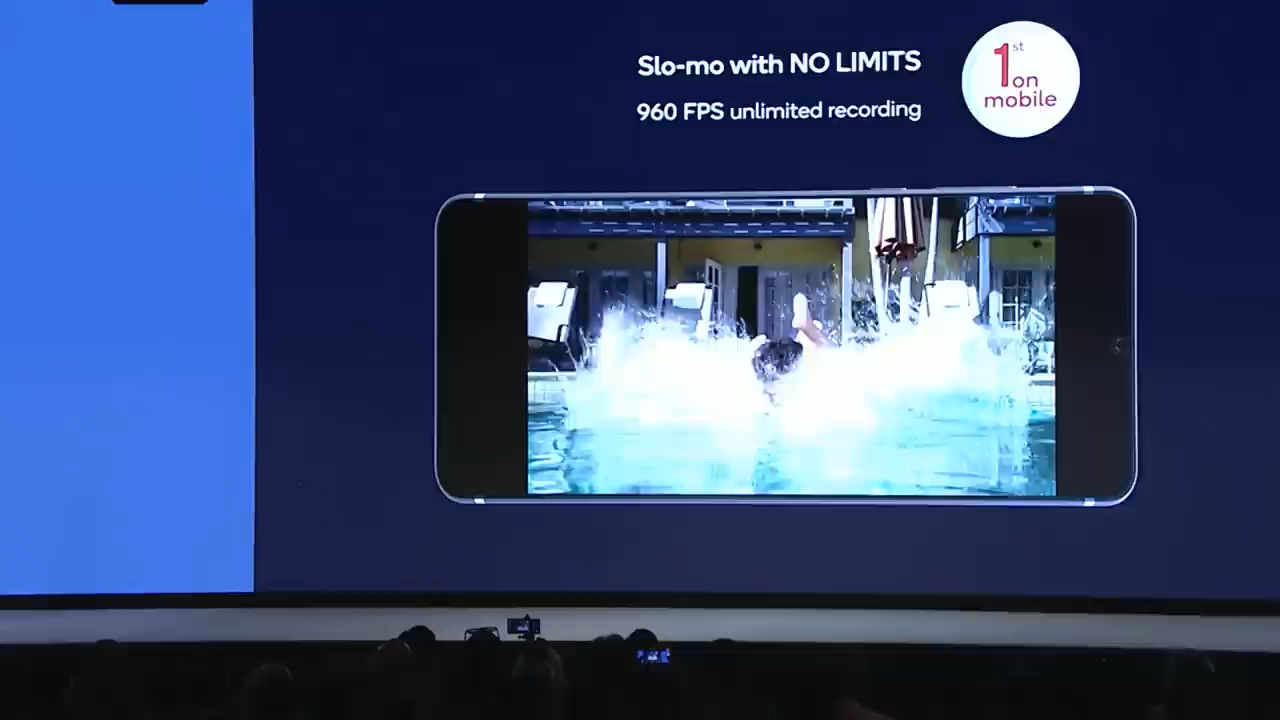 Slo-mo with NO LIMITS
960 FPS unlimited recording
1st
on
mobile